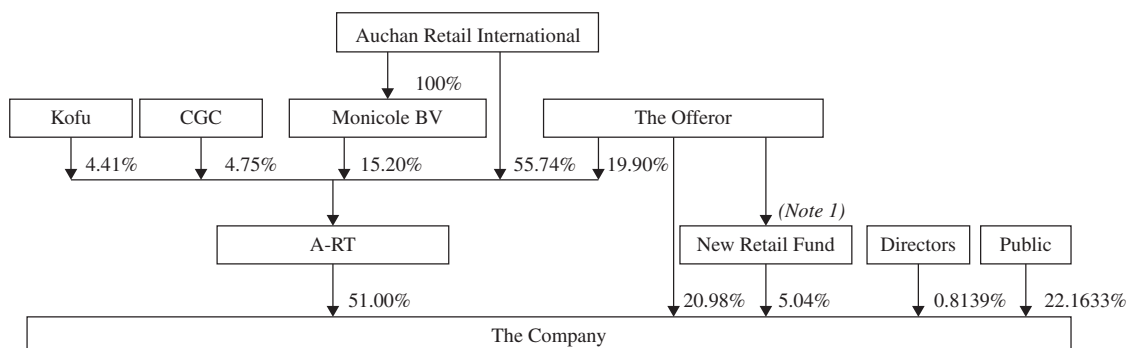 Auchan Retail International
100%
Kofu
CGC
Monicole BV
The Offeror
4.41%
4.75%
15.20%
55.74%
19.90%
(Note 1)
A-RT
New Retail Fund
Directors
Public
51.00%
20.98%
5.04%
0.8139%
22.1633%
The Company